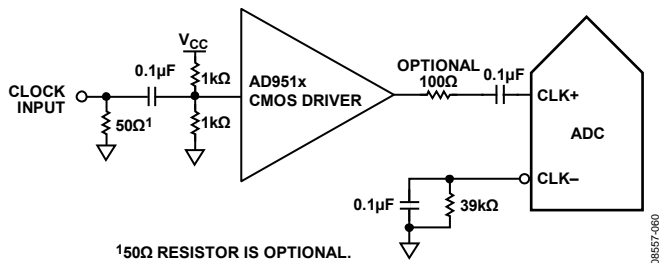 VCC
0.1µF
1kΩ
CLOCK
INPUT
50Ω1
1kΩ
AD951x
CMOS DRIVER
OPTIONAL
100Ω
0.1µF
CLK+
ADC
CLK–
0.1µF
39kΩ
150Ω RESISTOR IS OPTIONAL.
08557-060